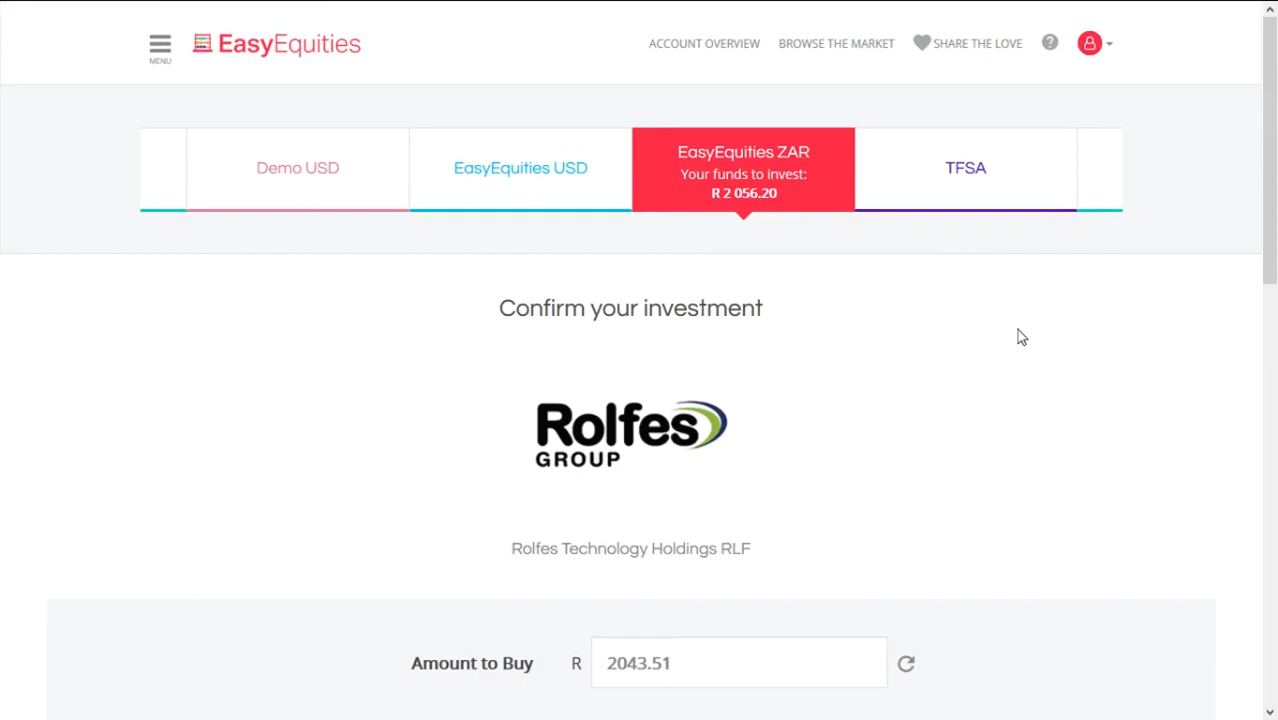 MENU
EasyEquities
ACCOUNT OVERVIEW
BROWSE THE MARKET
SHARE THE LOVE
?
Demo USD
EasyEquities USD
EasyEquities ZAR
Your funds to invest:
R 2 056.20
TFSA
Confirm your investment
Rolfes
GROUP
Rolfes Technology Holdings RLF
Amount to Buy R 2043.51